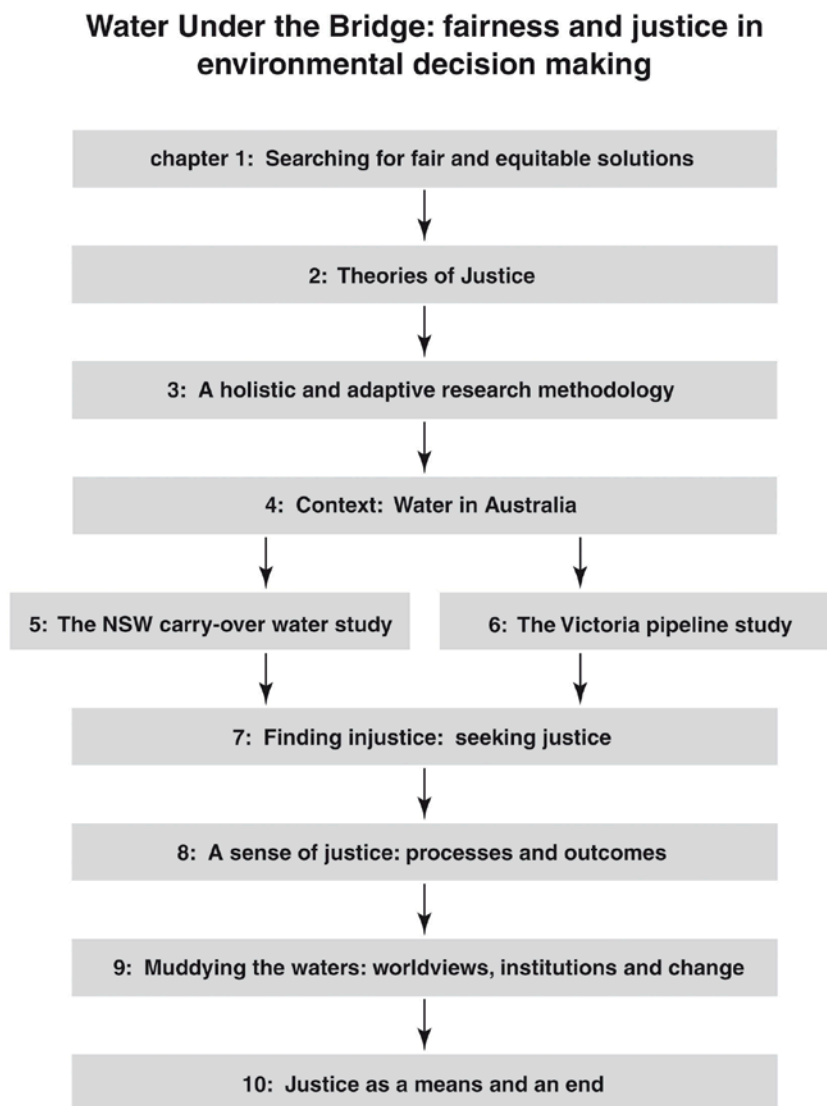 Water Under the Bridge: fairness and justice in
environmental decision making
chapter 1: Searching for fair and equitable solutions
2: Theories of Justice
3: A holistic and adaptive research methodology
4: Context: Water in Australia
5: The NSW carry-over water study
6: The Victoria pipeline study
7: Finding injustice: seeking justice
8: A sense of justice: processes and outcomes
9: Muddying the waters: worldviews, institutions and change
10: Justice as a means and an end